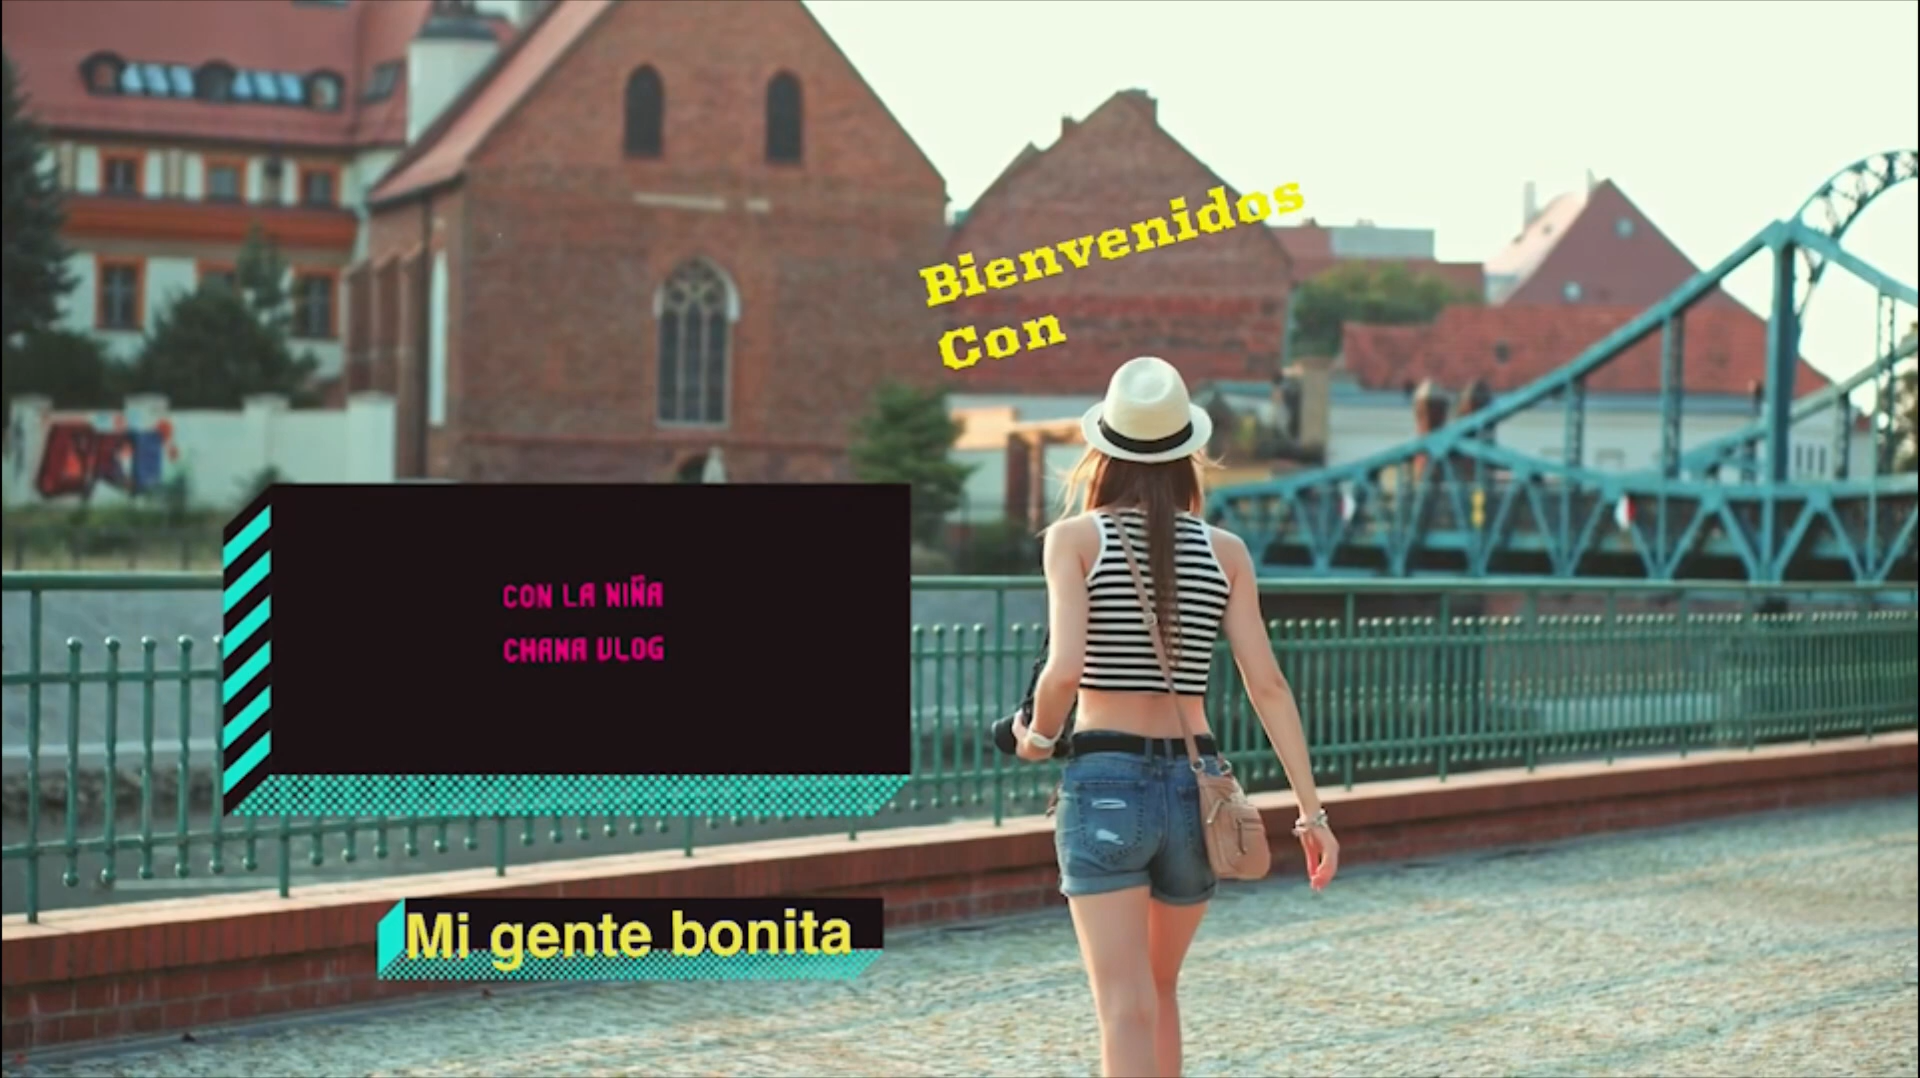 Bienvenidos
Con
CON LA NIÑA
CHANA VLOG
Mi gente bonita